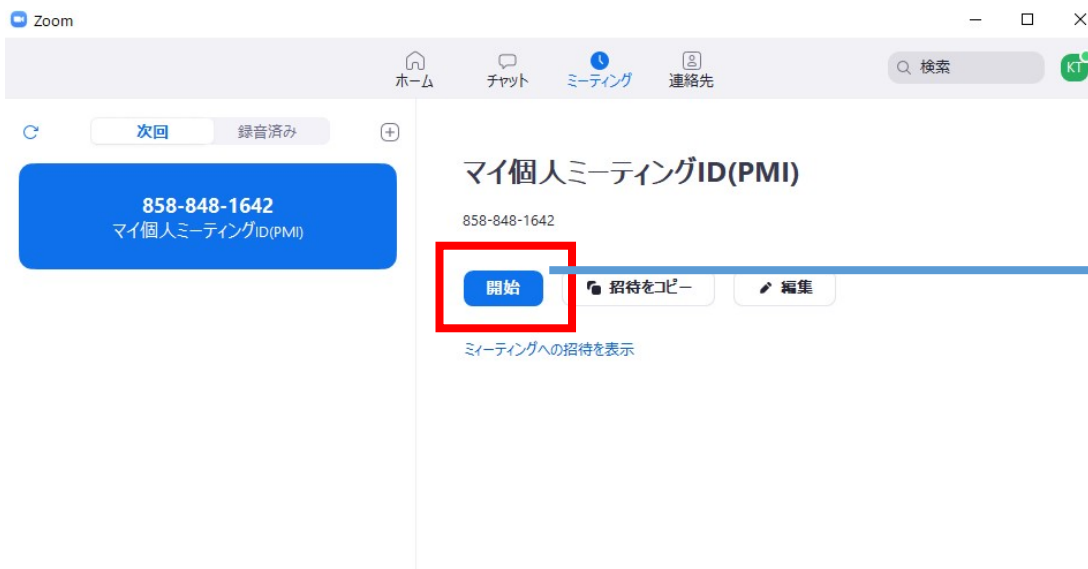 Zoom
ホーム
チャット
ミーティング
連絡先
検索
KT
次回
録音済み
858-848-1642
マイ個人ミーティングID(PMI)
マイ個人ミーティングID(PMI)
858-848-1642
開始
招待をコピー
編集
ミィーティングへの招待を表示